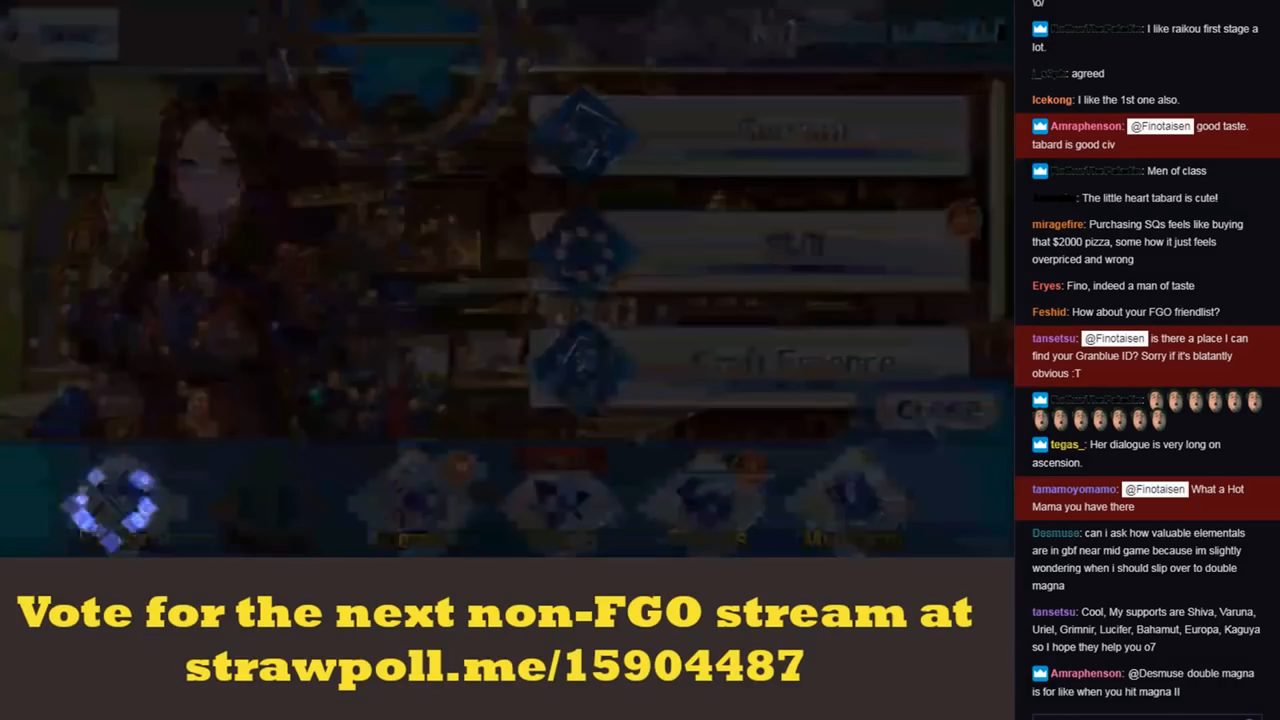 Vote for the next non-FGO stream at
strawpoll.me/15904487
\o/
: I like raikou first stage a
lot.
: agreed
Icekong: I like the 1st one also.
Amraphenson: @Finotaisen good taste.
tabard is good civ
: Men of class
: The little heart tabard is cute!
miragefire: Purchasing SQs feels like buying
that $2000 pizza, some how it just feels
overpriced and wrong
Eryes: Fino, indeed a man of taste
Feshid: How about your FGO friendlist?
tansetsu: @Finotaisen is there a place I can
find your Granblue ID? Sorry if it's blatantly
obvious :T
tegas_: Her dialogue is very long on
ascension.
tamamoyomamo: @Finotaisen What a Hot
Mama you have there
Desmuse: can i ask how valuable elementals
are in gbf near mid game because im slightly
wondering when i should slip over to double
magna
tansetsu: Cool, My supports are Shiva, Varuna,
Uriel, Grimnir, Lucifer, Bahamut, Europa, Kaguya
so I hope they help you o7
Amraphenson: @Desmuse double magna
is for like when you hit magna II